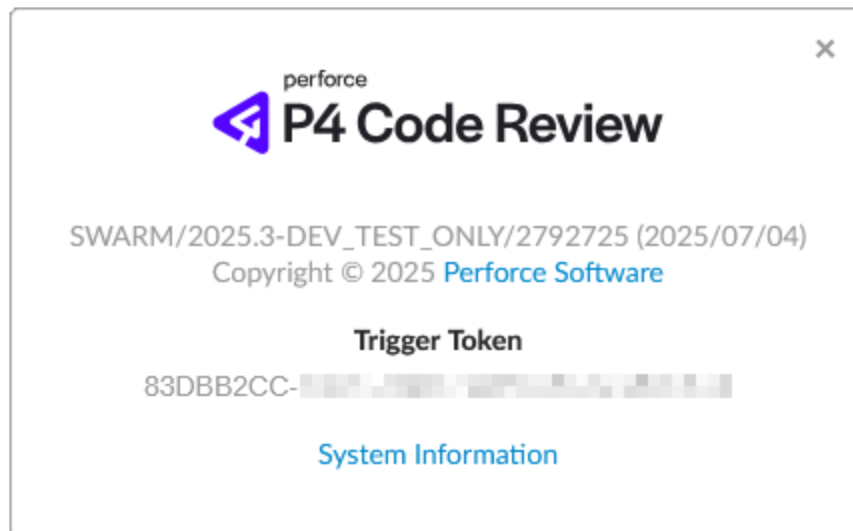 perforce
P4 Code Review
SWARM/2025.3-DEV_TEST_ONLY/2792725 (2025/07/04)
Copyright © 2025 Perforce Software
Trigger Token
83DBB2CC-
System Information